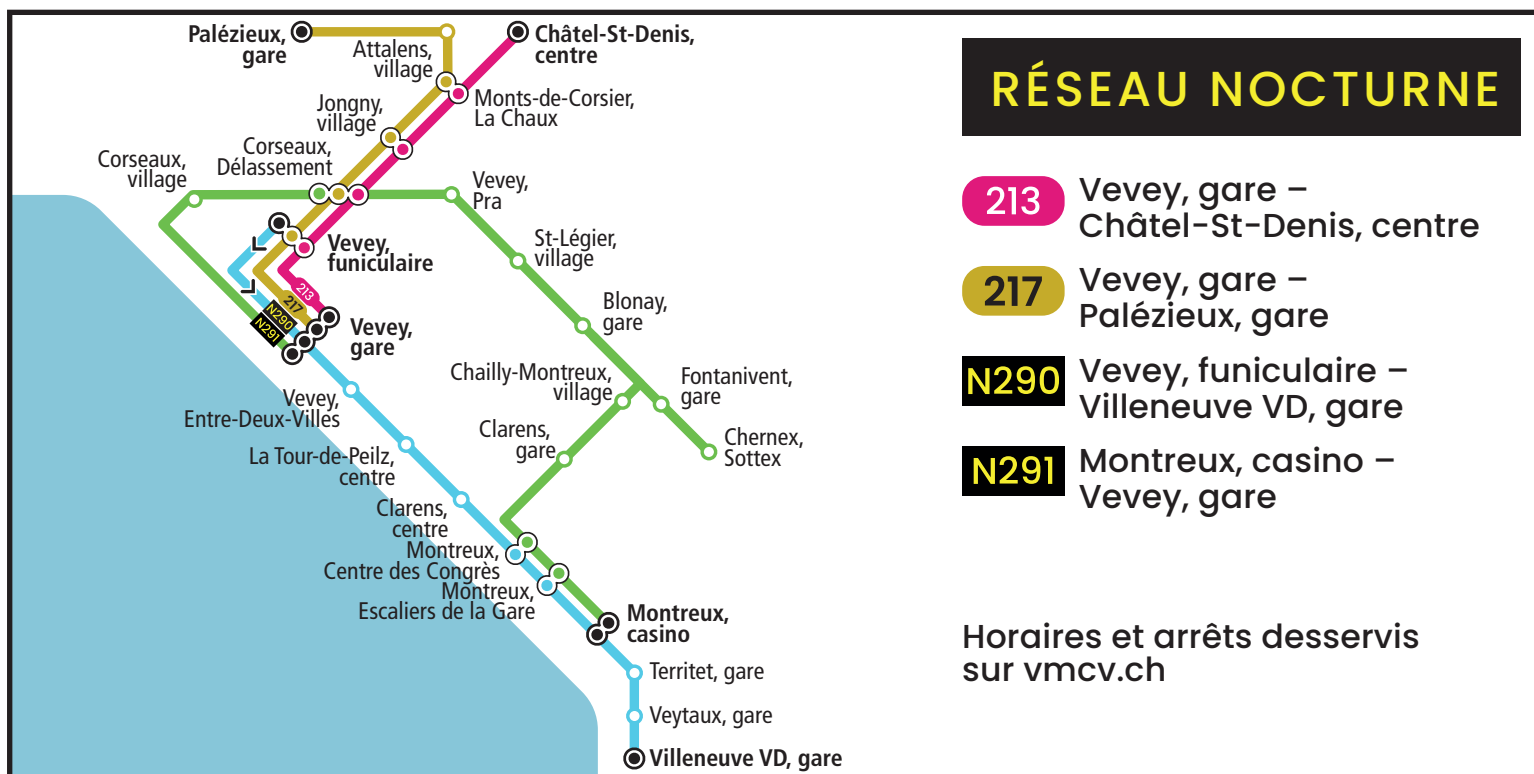 Palézieux,
gare
Attalens,
village
Châtel-St-Denis,
centre
Jongny,
village
Monts-de-Corsier,
La Chaux
Corseaux,
Délassement
Corseaux,
village
Vevey,
Pra
Vevey,
funiculaire
St-Légier,
village
213
217
N290
N291
Vevey,
gare
Blonay,
gare
Chailly-Montreux,
village
Fontanivent,
gare
Vevey,
Entre-Deux-Villes
Clarens,
gare
Chernex,
Sottex
La Tour-de-Peilz,
centre
Clarens,
centre
Montreux,
Centre des Congrès
Montreux,
Escaliers de la Gare
Montreux,
casino
Territet, gare
Veytaux, gare
Villeneuve VD, gare
RÉSEAU NOCTURNE
213 Vevey, gare –
Châtel-St-Denis, centre
217 Vevey, gare –
Palézieux, gare
N290 Vevey, funiculaire –
Villeneuve VD, gare
N291 Montreux, casino –
Vevey, gare
Horaires et arrêts desservis
sur vmcv.ch